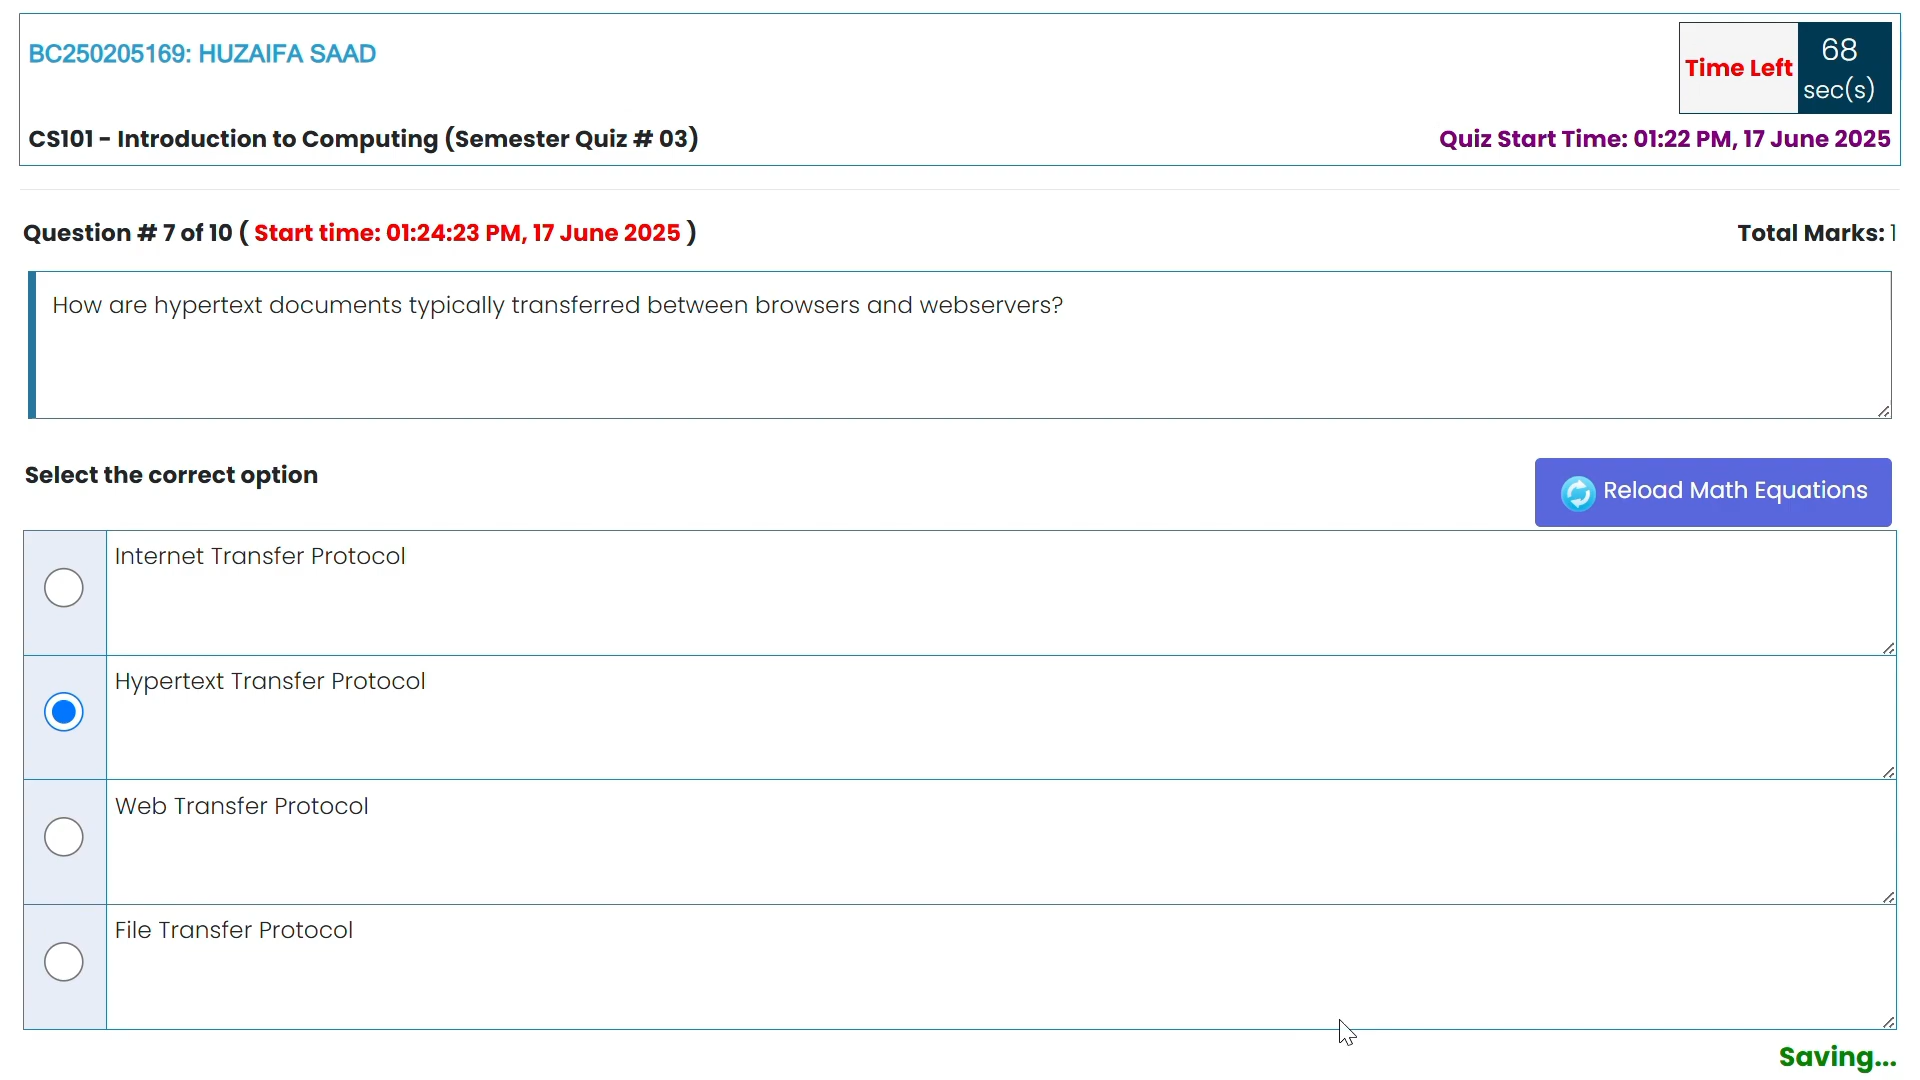 BC250205169: HUZAIFA SAAD
Time Left
68
sec(s)
CS101 - Introduction to Computing (Semester Quiz # 03)
Quiz Start Time: 01:22 PM, 17 June 2025
Question # 7 of 10 ( Start time: 01:24:23 PM, 17 June 2025 )
Total Marks: 1
How are hypertext documents typically transferred between browsers and webservers?
Select the correct option
Reload Math Equations
Internet Transfer Protocol
Hypertext Transfer Protocol
Web Transfer Protocol
File Transfer Protocol
Saving...